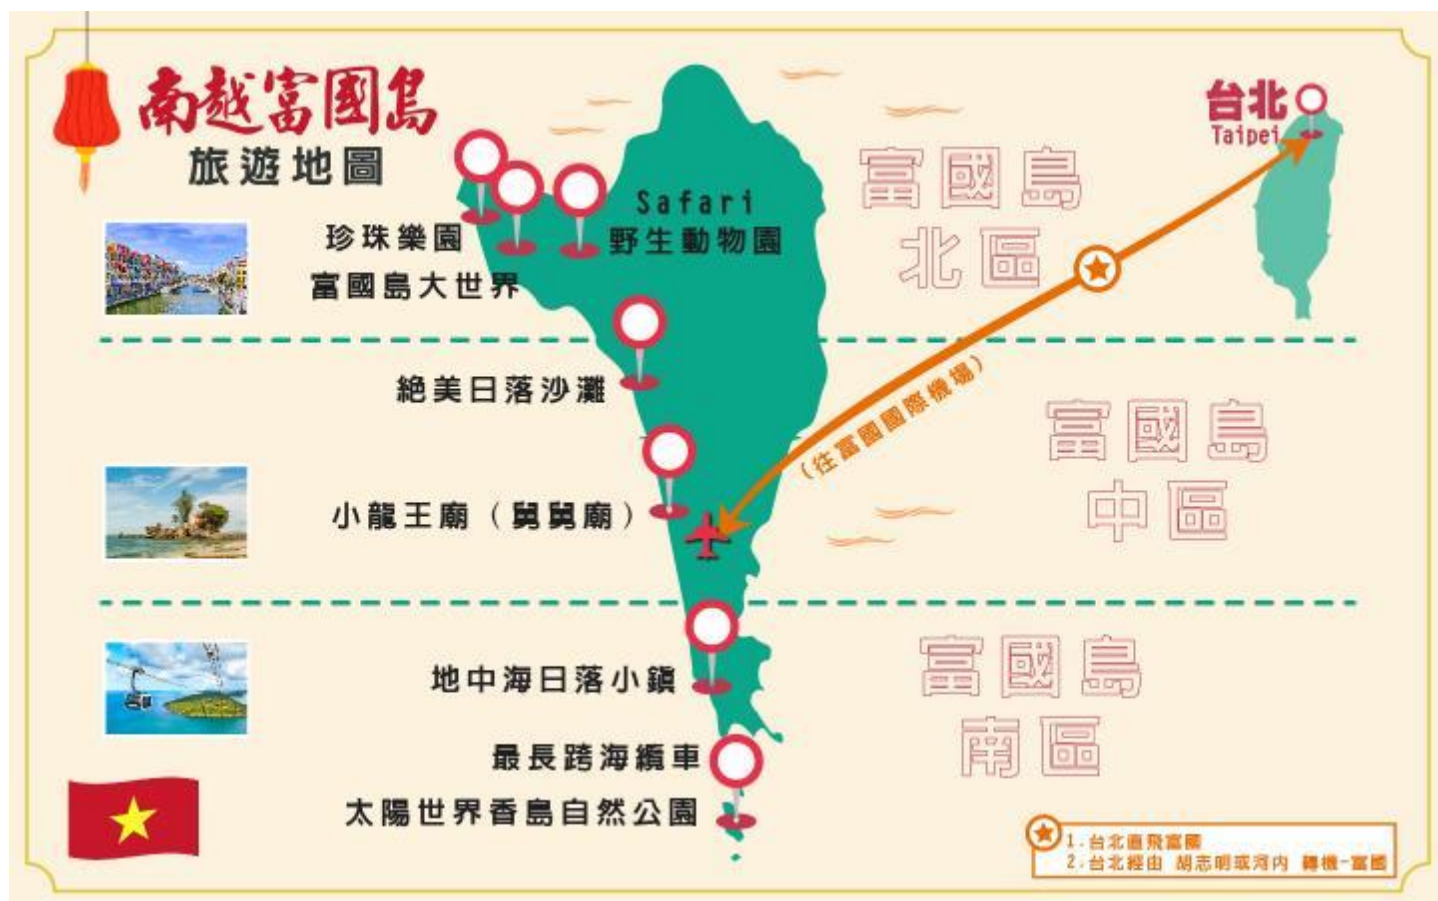 南越富國島
旅遊地圖
台北
Taipei
富國島
北區
珍珠樂園
富國島大世界
Safari
野生動物園
絕美日落沙灘
(往富國國際機場)
富國島
中區
小龍王廟（舅舅廟）
地中海日落小鎮
富國島
南區
最長跨海纜車
太陽世界香島自然公園
1.台北直飛富國
2.台北經由 胡志明或河內 轉機-富國